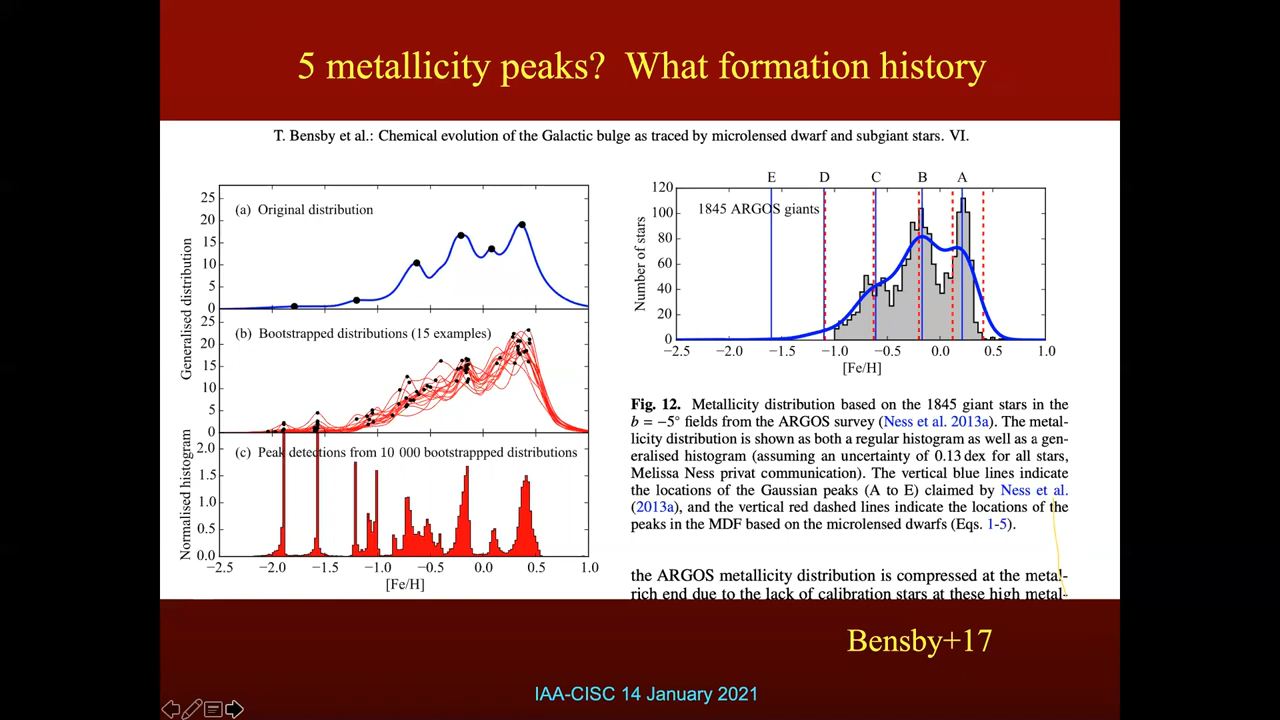 5 metallicity peaks? What formation history
T. Bensby et al.: Chemical evolution of the Galactic bulge as traced by microlensed dwarf and subgiant stars. VI.
Generalised distribution
25
20
15
10
5
0
(a) Original distribution
25
20
15
10
5
0
(b) Bootstrapped distributions (15 examples)
Normalised histogram
2.0
1.5
1.0
0.5
0.0
(c) Peak detections from 10 000 bootstrappped distributions
−2.5 −2.0 −1.5 −1.0 −0.5 0.0 0.5 1.0
[Fe/H]
E D C B A
Number of stars
120
100
80
60
40
20
0
1845 ARGOS giants
−2.5 −2.0 −1.5 −1.0 −0.5 0.0 0.5 1.0
[Fe/H]
Fig. 12. Metallicity distribution based on the 1845 giant stars in the
b = −5° fields from the ARGOS survey (Ness et al. 2013a). The metal-
licity distribution is shown as both a regular histogram as well as a gen-
eralised histogram (assuming an uncertainty of 0.13 dex for all stars,
Melissa Ness privat communication). The vertical blue lines indicate
the locations of the Gaussian peaks (A to E) claimed by Ness et al.
(2013a), and the vertical red dashed lines indicate the locations of the
peaks in the MDF based on the microlensed dwarfs (Eqs. 1-5).
the ARGOS metallicity distribution is compressed at the metal-
rich end due to the lack of calibration stars at these high metal-
Bensby+17
IAA-CISC 14 January 2021